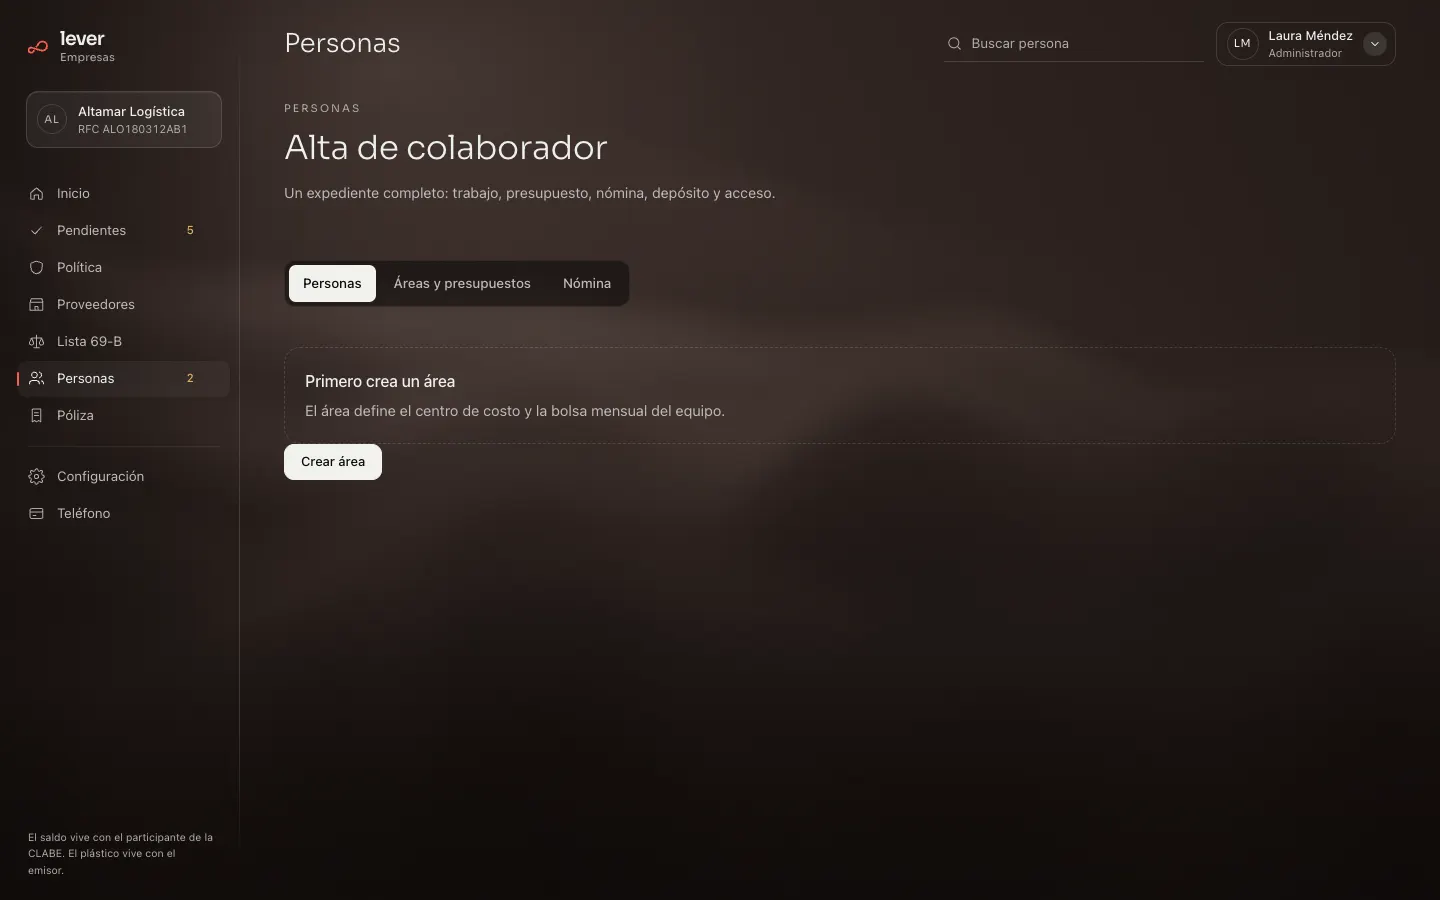 lever
Empresas
AL
Altamar Logística
RFC ALO180312AB1
Inicio
Pendientes 5
Política
Proveedores
Lista 69-B
Personas 2
Póliza
Configuración
Teléfono
El saldo vive con el participante de la
CLABE. El plástico vive con el
emisor.
Personas
Buscar persona
LM
Laura Méndez
Administrador
PERSONAS
Alta de colaborador
Un expediente completo: trabajo, presupuesto, nómina, depósito y acceso.
Personas Áreas y presupuestos Nómina
Primero crea un área
El área define el centro de costo y la bolsa mensual del equipo.
Crear área